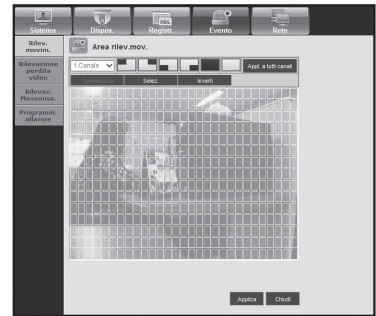 Sistema Dispos. Registr. Evento Rete
Rilev. movim.
Area rilev.mov.
Rilevazione perdita video
1 Canale Appl. a tutti canali
Selez. Inverti
Rilevaz. Manomiss.
Programm. allarme
Applica Chiudi